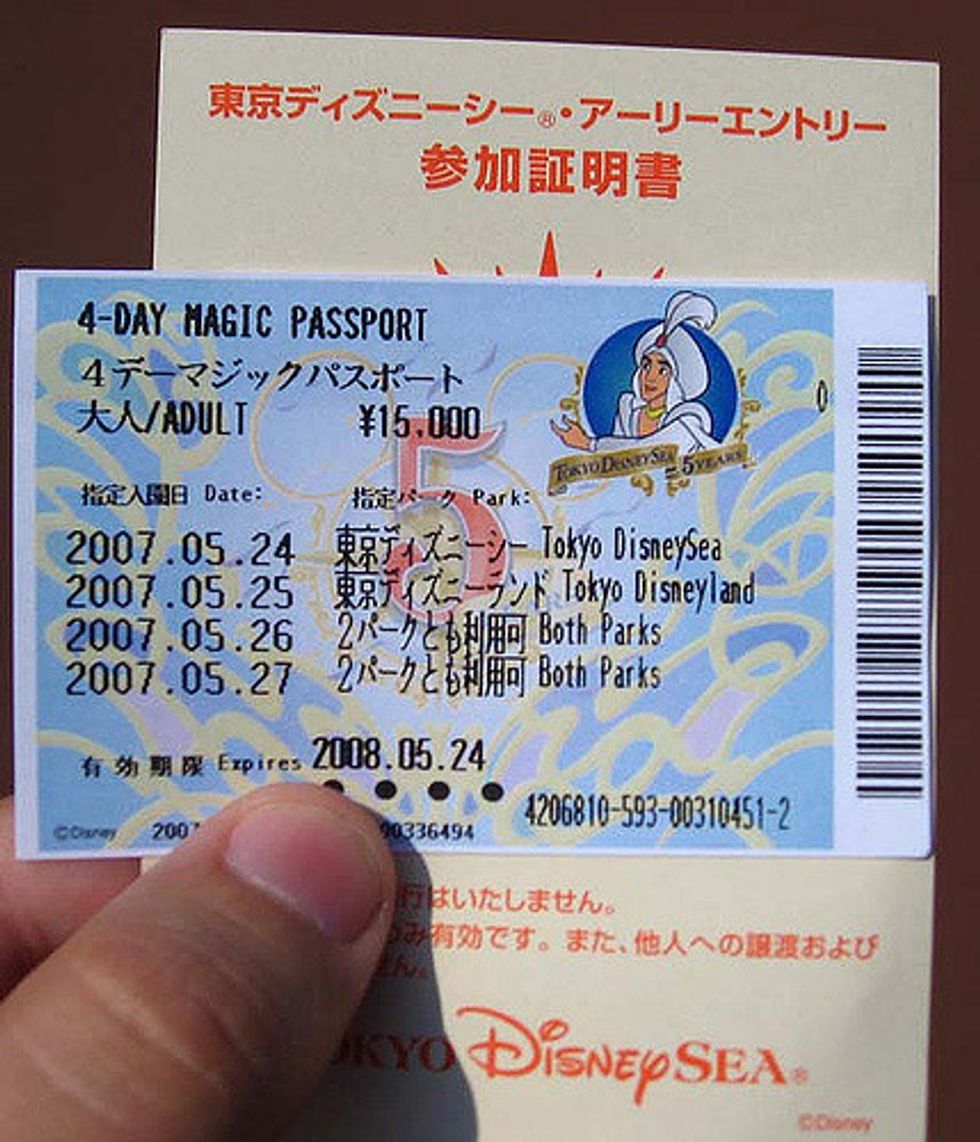 東京ディズニーシー®・アーリーエントリー
参加証明書
4-DAY MAGIC PASSPORT
4デーマジックパスポート
大人/ADULT ¥15,000
5
TOKYO DISNEYSEA 5 YEARS
指定入園日 Date: 指定パーク Park:
2007.05.24 東京ディズニーシー Tokyo DisneySea
2007.05.25 東京ディズニーランド Tokyo Disneyland
2007.05.26 2パークとも利用可 Both Parks
2007.05.27 2パークとも利用可 Both Parks
有効期限 Expires 2008.05.24
4206810-593-00310451-2
©Disney 2007 00336494
行はいたしません。
のみ有効です。また、他人への譲渡および
せん。
TOKYO DISNEYSEA®
©Disney